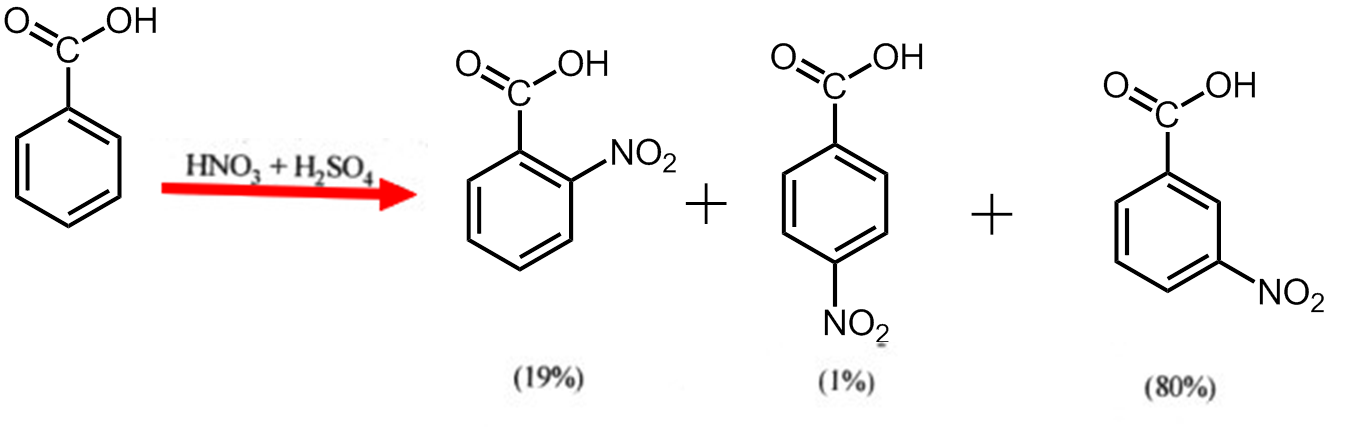 O
C
OH
HNO₃ + H₂SO₄
O
C
OH
NO₂
+
O
C
OH
NO₂
+
O
C
OH
NO₂
(19%)
(1%)
(80%)